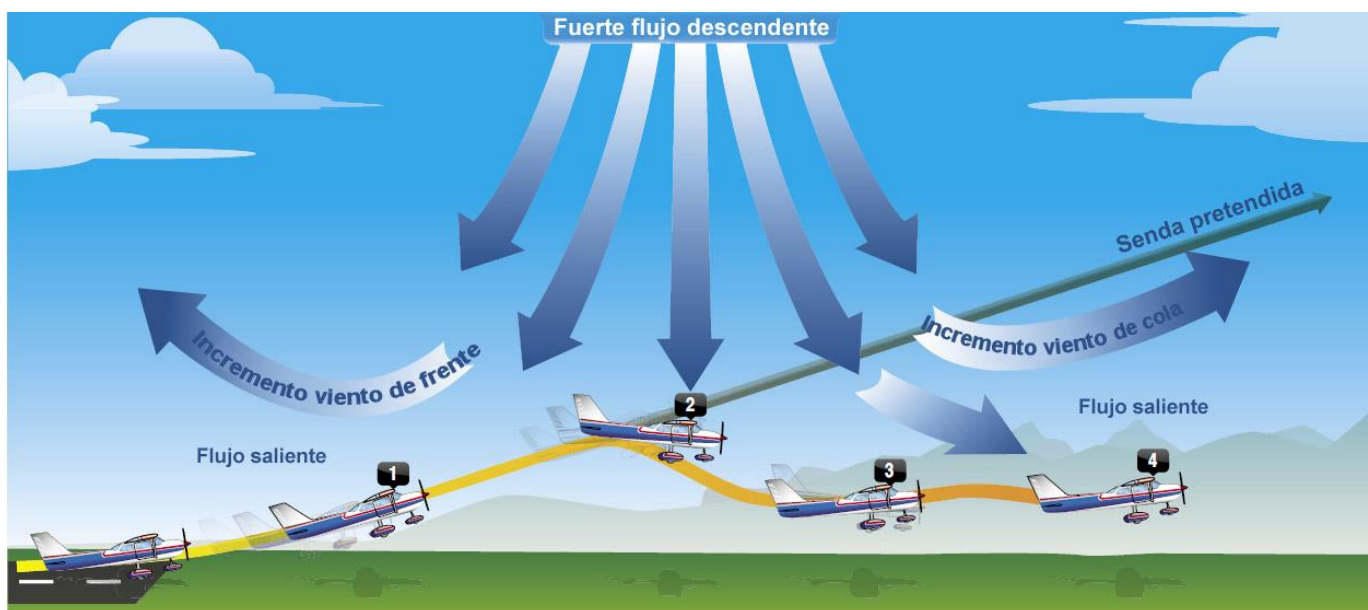 Fuerte flujo descendente
Senda pretendida
Incremento viento de frente
Incremento viento de cola
Flujo saliente
Flujo saliente
1
2
3
4